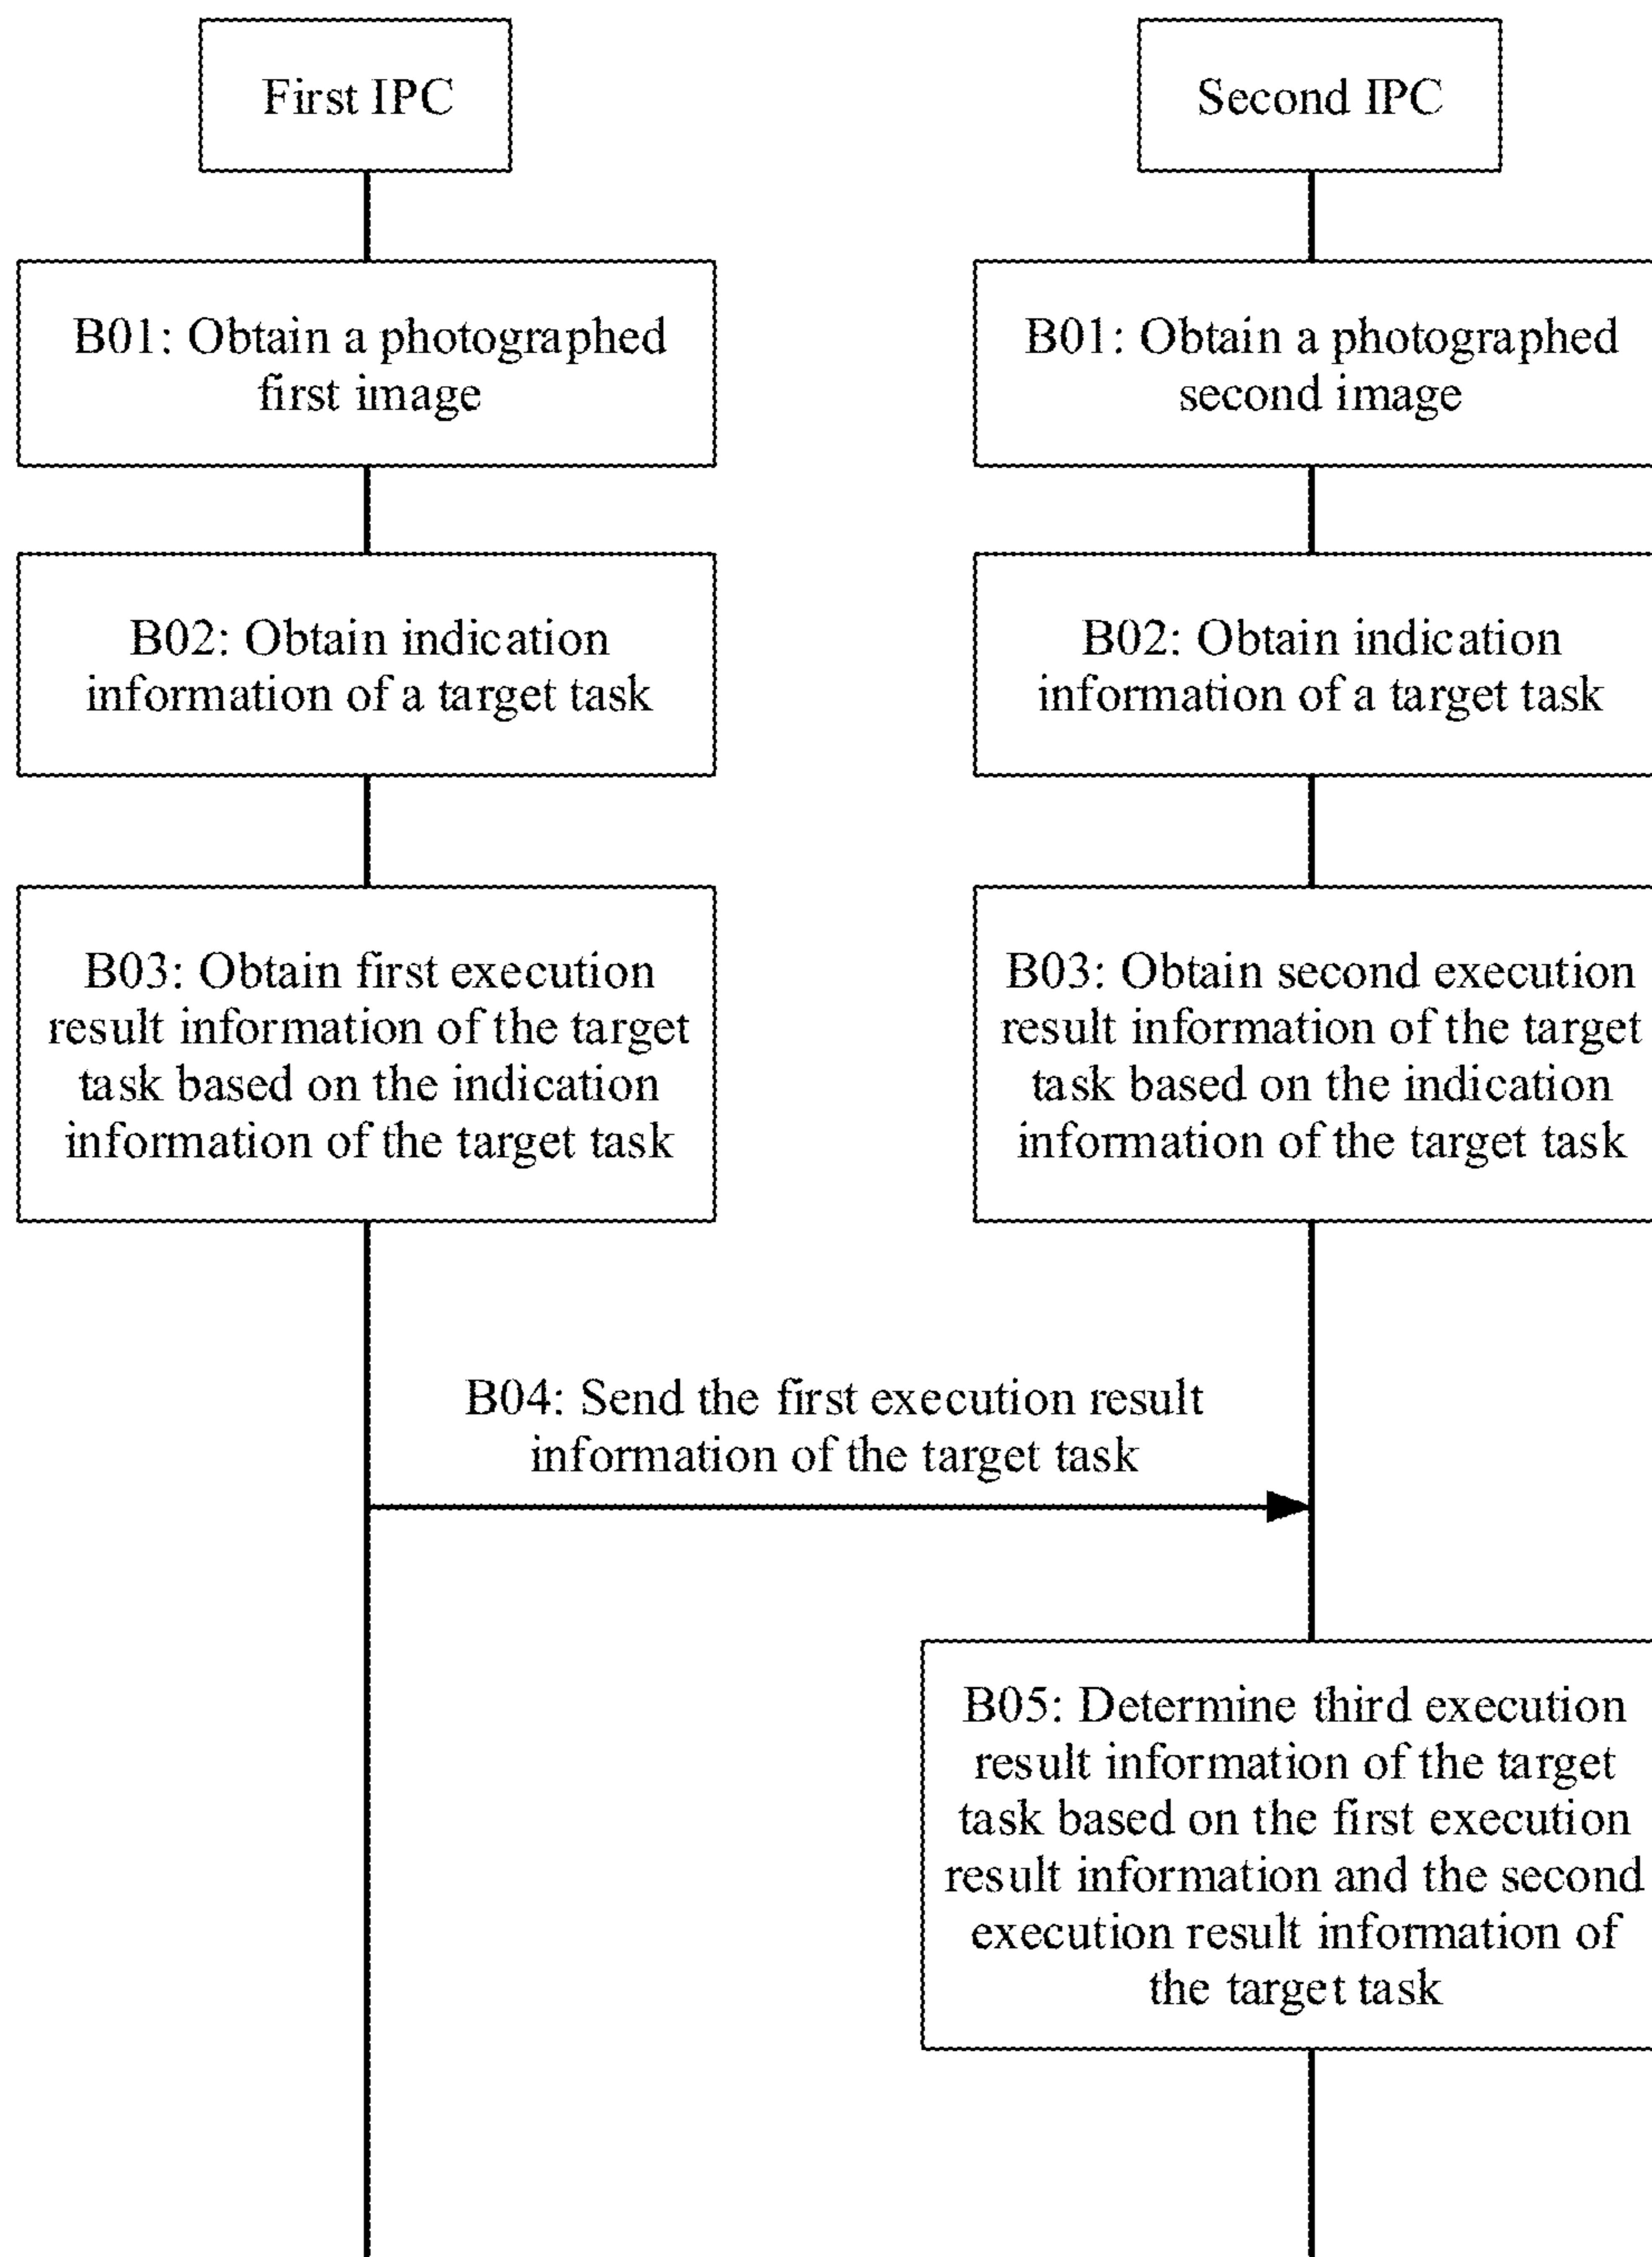 First IPC
Second IPC
B01: Obtain a photographed
first image
B01: Obtain a photographed
second image
B02: Obtain indication
information of a target task
B02: Obtain indication
information of a target task
B03: Obtain first execution
result information of the target
task based on the indication
information of the target task
B03: Obtain second execution
result information of the target
task based on the indication
information of the target task
B04: Send the first execution result
information of the target task
B05: Determine third execution
result information of the target
task based on the first execution
result information and the second
execution result information of
the target task